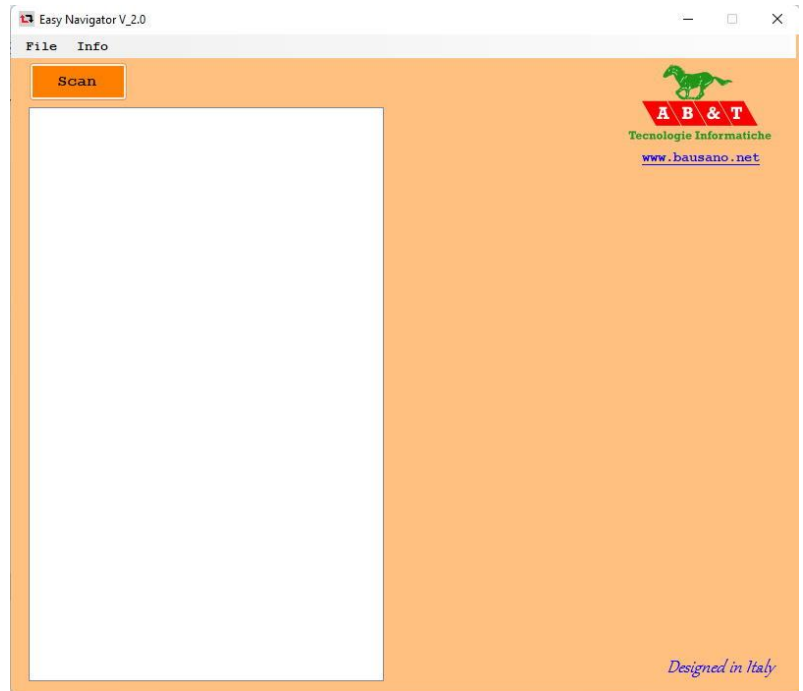 Easy Navigator V_2.0
File Info
Scan
A B & T
Tecnologie Informatiche
www.bausano.net
Designed in Italy